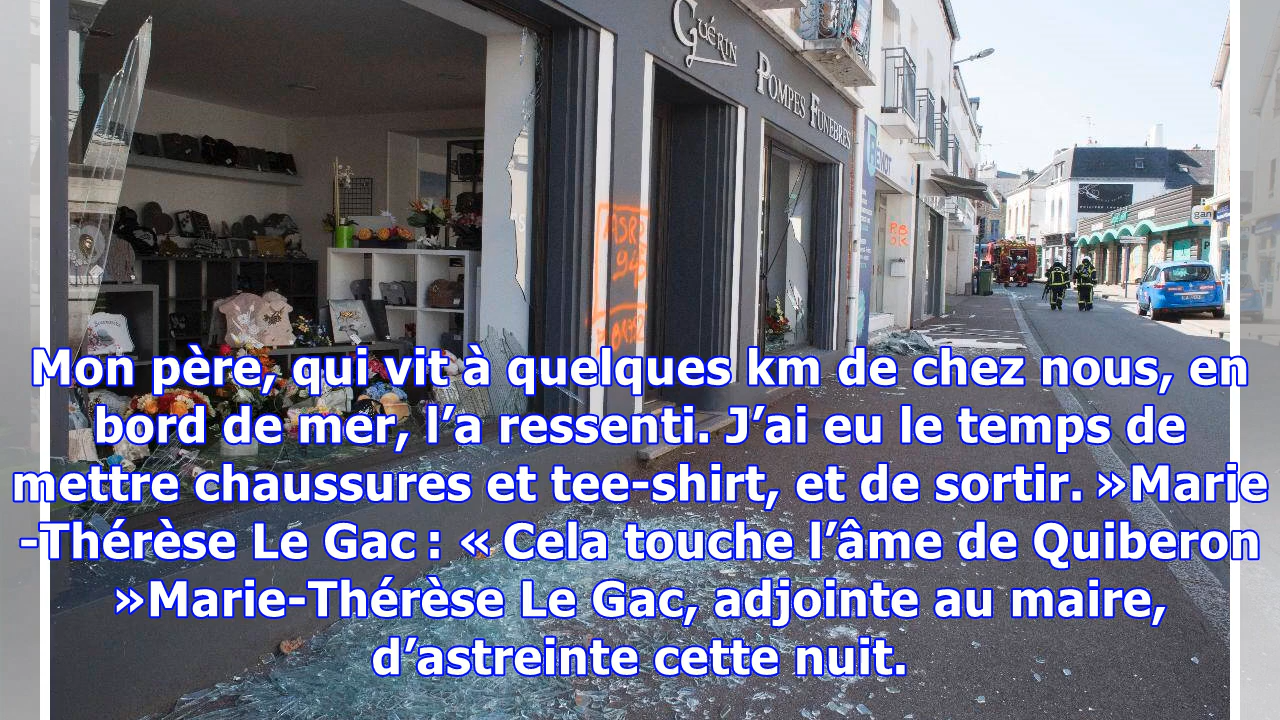 Guérin
Pompes Funebres
gan
Mon père, qui vit à quelques km de chez nous, en
bord de mer, l’a ressenti. J’ai eu le temps de
mettre chaussures et tee-shirt, et de sortir. »Marie
-Thérèse Le Gac : « Cela touche l’âme de Quiberon
»Marie-Thérèse Le Gac, adjointe au maire,
d’astreinte cette nuit.